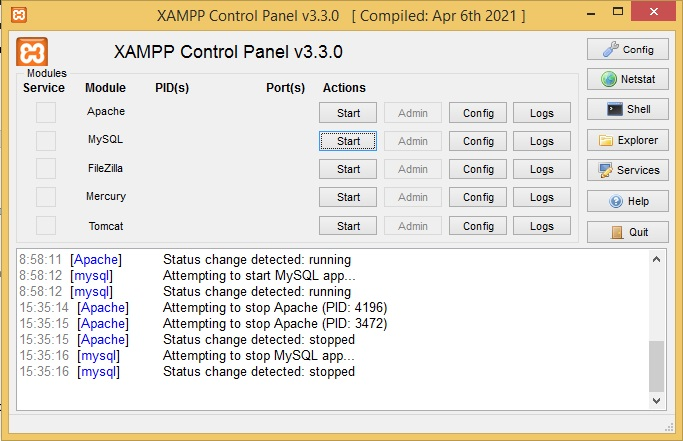 XAMPP Control Panel v3.3.0 [ Compiled: Apr 6th 2021 ]
XAMPP Control Panel v3.3.0
Config
Modules
Service Module PID(s) Port(s) Actions
Netstat
Apache Start Admin Config Logs
Shell
MySQL Start Admin Config Logs
Explorer
FileZilla Start Admin Config Logs
Services
Mercury Start Admin Config Logs
Help
Tomcat Start Admin Config Logs
Quit
8:58:11 [Apache] Status change detected: running
8:58:12 [mysql] Attempting to start MySQL app...
8:58:12 [mysql] Status change detected: running
15:35:14 [Apache] Attempting to stop Apache (PID: 4196)
15:35:15 [Apache] Attempting to stop Apache (PID: 3472)
15:35:15 [Apache] Status change detected: stopped
15:35:15 [mysql] Attempting to stop MySQL app...
15:35:16 [mysql] Status change detected: stopped